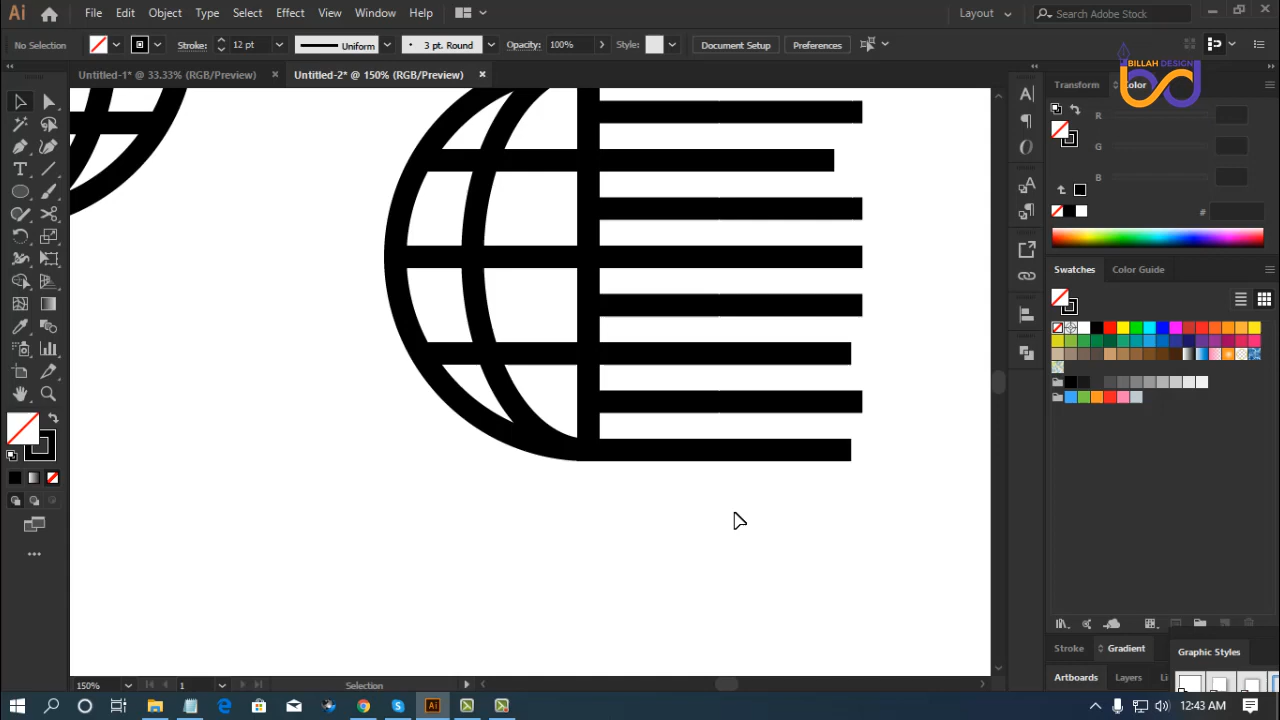 Ai File Edit Object Type Select Effect View Window Help Layout Search Adobe Stock
No Selection Stroke: 12 pt Uniform 3 pt. Round Opacity: 100% Style: Document Setup Preferences
Untitled-1* @ 33.33% (RGB/Preview) × Untitled-2* @ 150% (RGB/Preview) ×
BILLAH DESIGN
Transform Color
R
G
B
#
Swatches Color Guide
Stroke Gradient
Graphic Styles
Artboards Layers Li
150% 1 Selection
Ai 12:43 AM